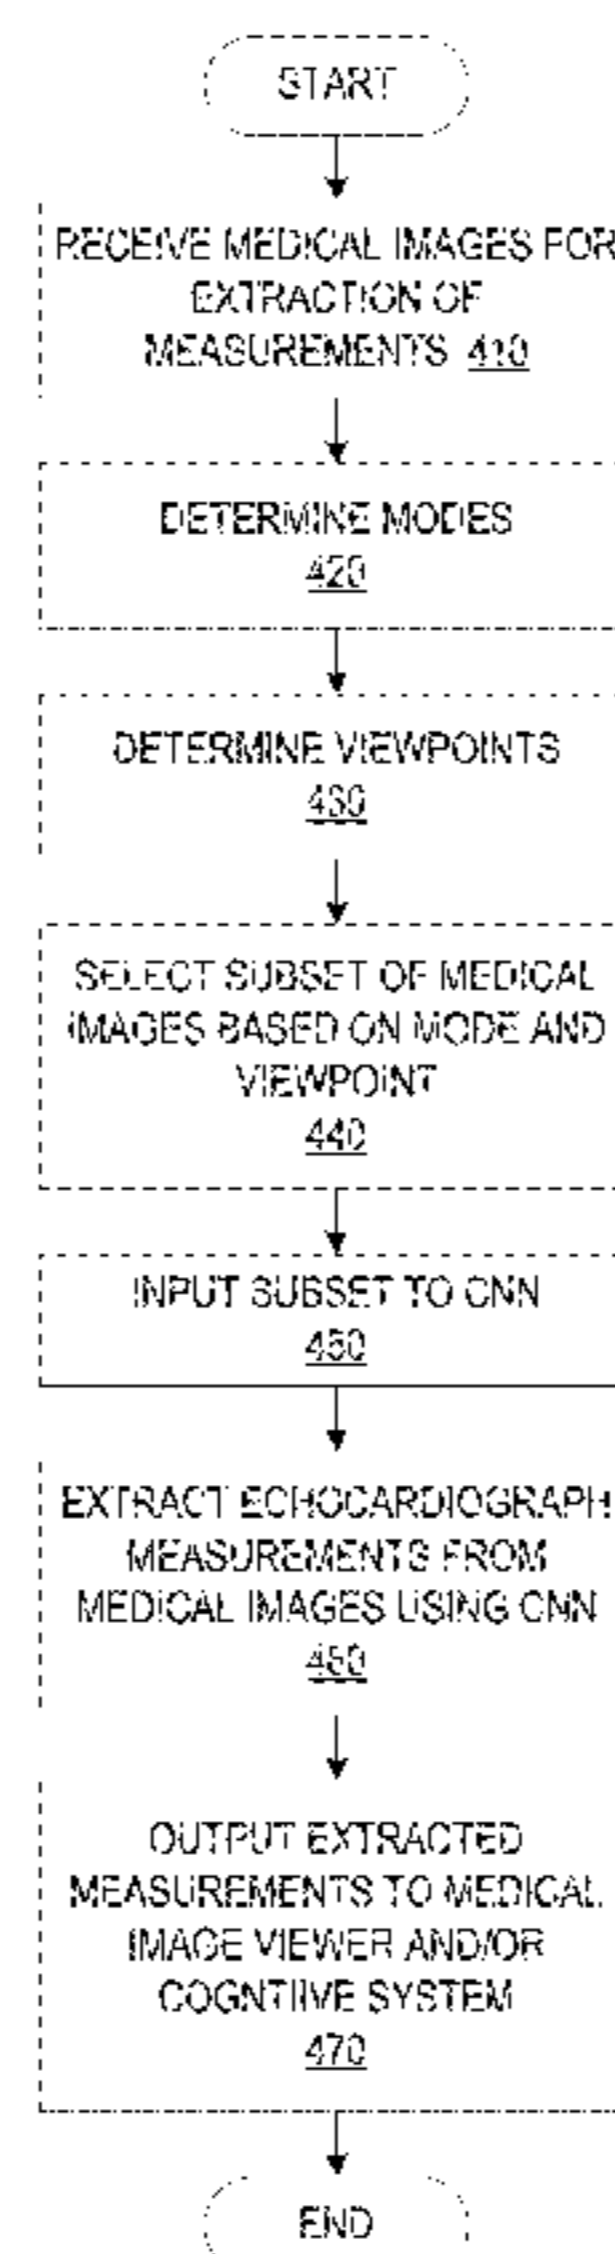 START
RECEIVE MEDICAL IMAGES FOR
EXTRACTION OF
MEASUREMENTS 410
DETERMINE MODES
420
DETERMINE VIEWPOINTS
430
SELECT SUBSET OF MEDICAL
IMAGES BASED ON MODE AND
VIEWPOINT
440
INPUT SUBSET TO CNN
450
EXTRACT ECHOCARDIOGRAPH
MEASUREMENTS FROM
MEDICAL IMAGES USING CNN
460
OUTPUT EXTRACTED
MEASUREMENTS TO MEDICAL
IMAGE VIEWER AND/OR
COGNTIIVE SYSTEM
470
END